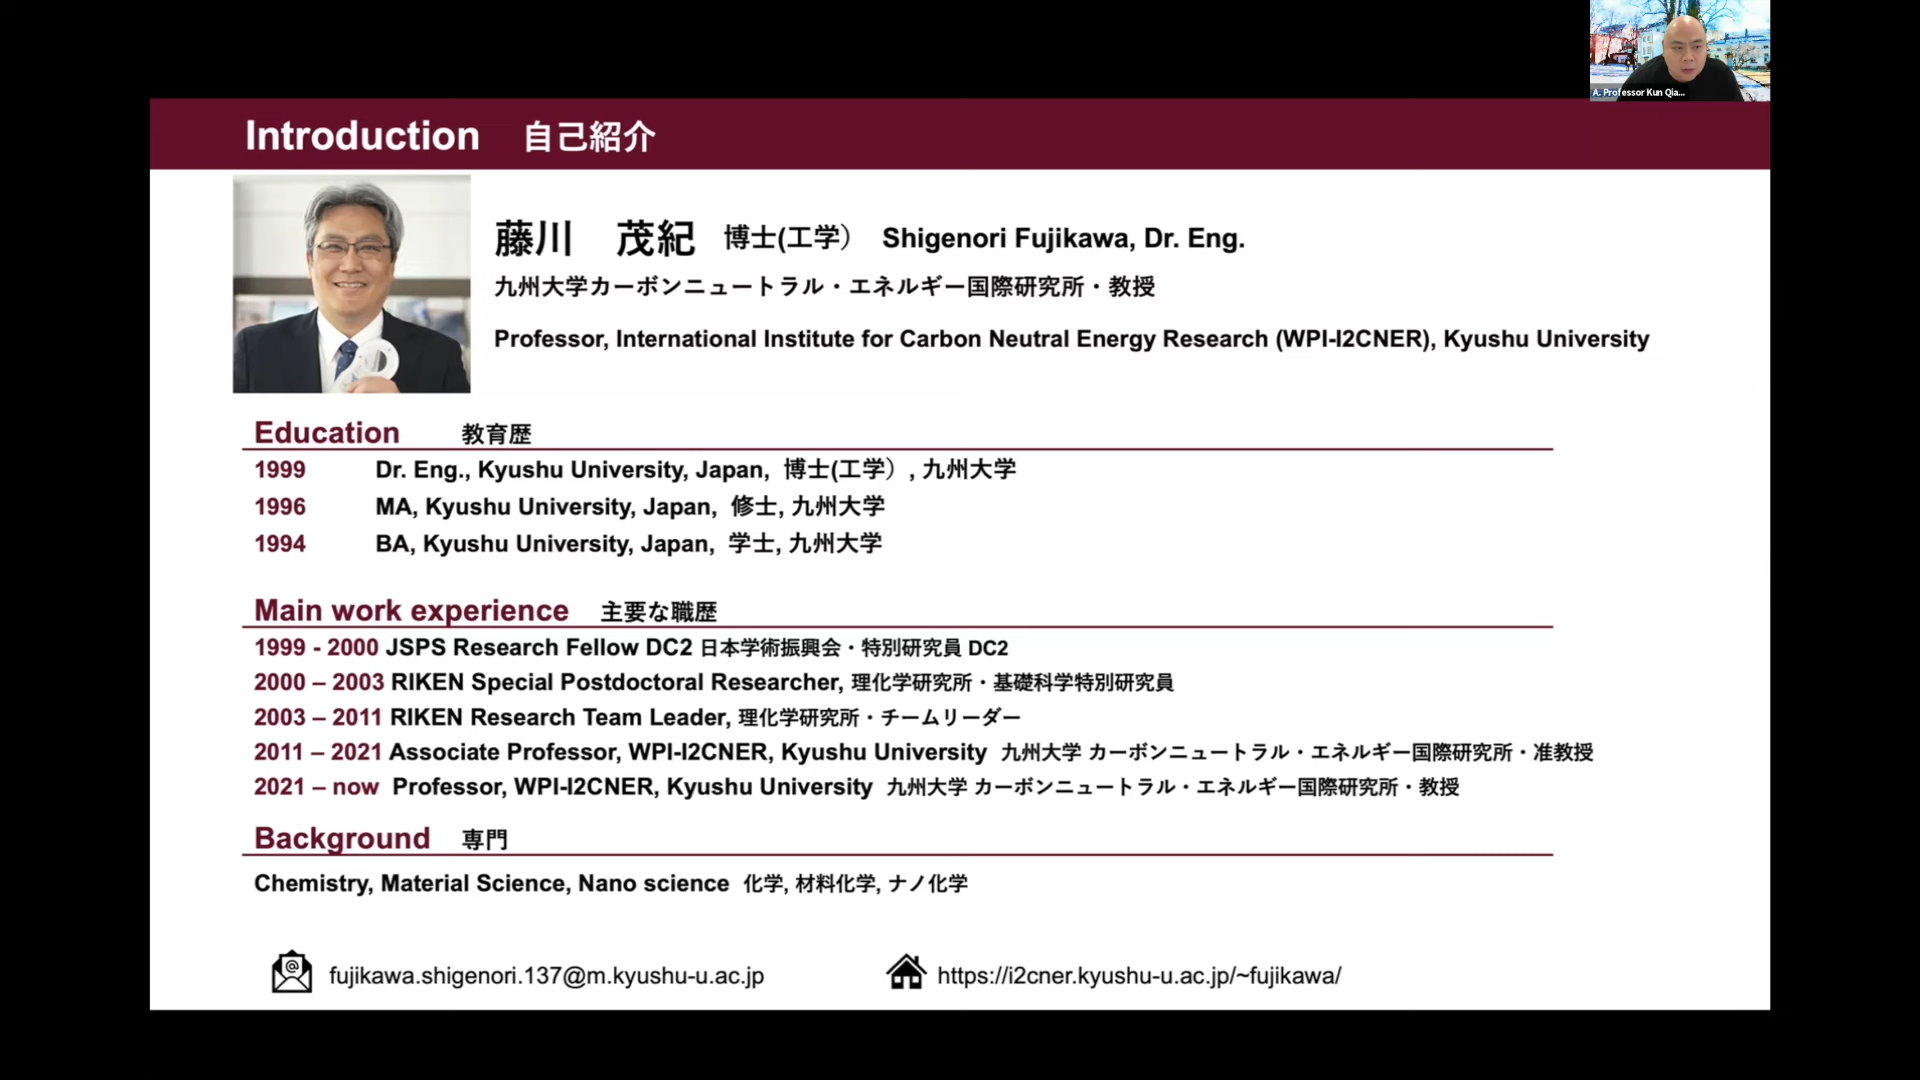 A. Professor Kun Qia...
Introduction 自己紹介
藤川 茂紀 博士(工学） Shigenori Fujikawa, Dr. Eng.
九州大学カーボンニュートラル・エネルギー国際研究所・教授
Professor, International Institute for Carbon Neutral Energy Research (WPI-I2CNER), Kyushu University
Education 教育歴
1999 Dr. Eng., Kyushu University, Japan, 博士(工学）, 九州大学
1996 MA, Kyushu University, Japan, 修士, 九州大学
1994 BA, Kyushu University, Japan, 学士, 九州大学
Main work experience 主要な職歴
1999 - 2000 JSPS Research Fellow DC2 日本学術振興会・特別研究員 DC2
2000 – 2003 RIKEN Special Postdoctoral Researcher, 理化学研究所・基礎科学特別研究員
2003 – 2011 RIKEN Research Team Leader, 理化学研究所・チームリーダー
2011 – 2021 Associate Professor, WPI-I2CNER, Kyushu University 九州大学 カーボンニュートラル・エネルギー国際研究所・准教授
2021 – now Professor, WPI-I2CNER, Kyushu University 九州大学 カーボンニュートラル・エネルギー国際研究所・教授
Background 専門
Chemistry, Material Science, Nano science 化学, 材料化学, ナノ化学
fujikawa.shigenori.137@m.kyushu-u.ac.jp https://i2cner.kyushu-u.ac.jp/~fujikawa/